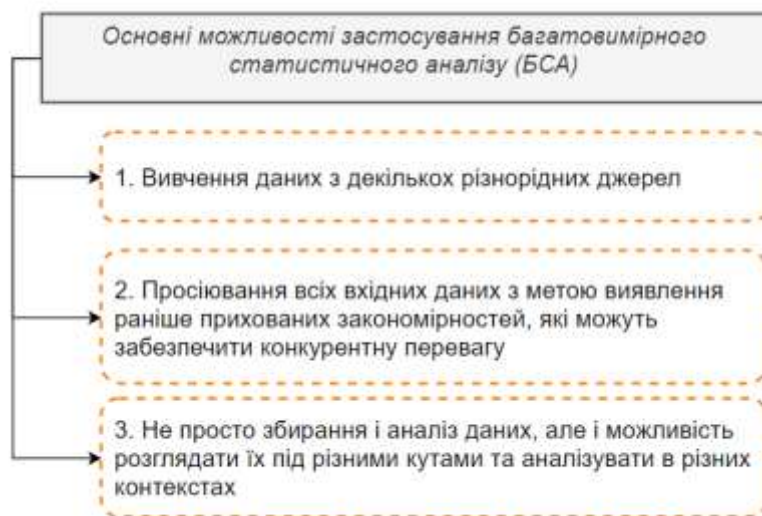 Основні можливості застосування багатовимірного
статистичного аналізу (БСА)
1. Вивчення даних з декількох різнорідних джерел
2. Просіювання всіх вхідних даних з метою виявлення
раніше прихованих закономірностей, які можуть
забезпечити конкурентну перевагу
3. Не просто збирання і аналіз даних, але і можливість
розглядати їх під різними кутами та аналізувати в різних
контекстах